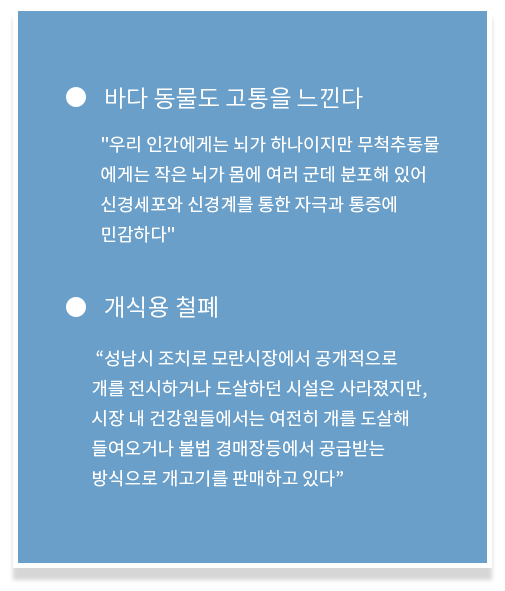 ● 바다 동물도 고통을 느낀다
"우리 인간에게는 뇌가 하나이지만 무척추동물
에게는 작은 뇌가 몸에 여러 군데 분포해 있어
신경세포와 신경계를 통한 자극과 통증에
민감하다"
● 개식용 철폐
“성남시 조치로 모란시장에서 공개적으로
개를 전시하거나 도살하던 시설은 사라졌지만,
시장 내 건강원들에서는 여전히 개를 도살해
들여오거나 불법 경매장등에서 공급받는
방식으로 개고기를 판매하고 있다”